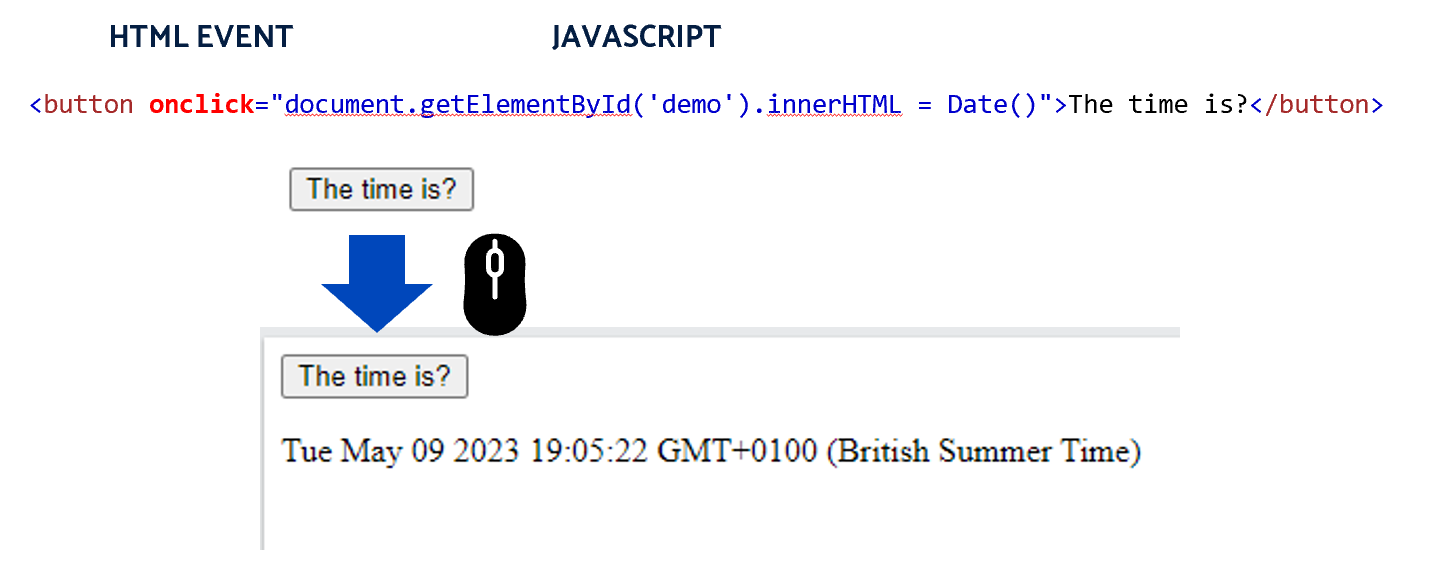 HTML EVENT JAVASCRIPT
<button onclick="document.getElementById('demo').innerHTML = Date()">The time is?</button>
The time is?
The time is?
Tue May 09 2023 19:05:22 GMT+0100 (British Summer Time)